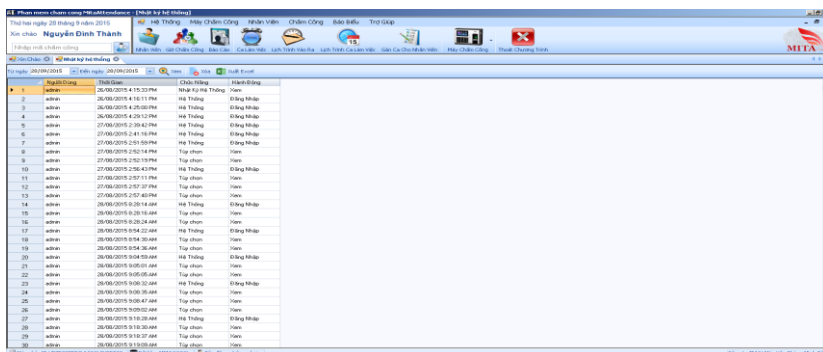 Phan mem cham cong MitaAttendance - [Nhật ký hệ thống]
Thứ hai ngày 28 tháng 9 năm 2015
Hệ Thống Máy Chấm Công Nhân Viên Chấm Công Báo Biểu Trợ Giúp
Xin chào Nguyễn Đình Thành
Nhập mã chấm công
Nhân Viên Giờ Chấm Công Báo Cáo Ca Làm Việc Lịch Trình Vào Ra Lịch Trình Ca Làm Việc Gán Ca Cho Nhân Viên Máy Chấm Công Thoát Chương Trình
MITA
Xin Chào Nhật ký hệ thống
Từ ngày 28/09/2015 Đến ngày 28/09/2015 Xem Xóa Xuất Excel
Người Dùng Thời Gian Chức Năng Hành Động
1 admin 26/08/2015 4:15:33 PM Nhật Ký Hệ Thống Xem
2 admin 26/08/2015 4:16:11 PM Hệ Thống Đăng Nhập
3 admin 26/08/2015 4:25:00 PM Hệ Thống Đăng Nhập
4 admin 26/08/2015 4:29:12 PM Hệ Thống Đăng Nhập
5 admin 27/08/2015 2:39:42 PM Hệ Thống Đăng Nhập
6 admin 27/08/2015 2:41:16 PM Hệ Thống Đăng Nhập
7 admin 27/08/2015 2:51:59 PM Hệ Thống Đăng Nhập
8 admin 27/08/2015 2:52:14 PM Tùy chọn Xem
9 admin 27/08/2015 2:52:19 PM Tùy chọn Xem
10 admin 27/08/2015 2:56:43 PM Hệ Thống Đăng Nhập
11 admin 27/08/2015 2:57:11 PM Tùy chọn Xem
12 admin 27/08/2015 2:57:37 PM Tùy chọn Xem
13 admin 27/08/2015 2:57:40 PM Tùy chọn Xem
14 admin 28/08/2015 8:28:14 AM Hệ Thống Đăng Nhập
15 admin 28/08/2015 8:28:16 AM Tùy chọn Xem
16 admin 28/08/2015 8:28:24 AM Tùy chọn Xem
17 admin 28/08/2015 8:54:22 AM Hệ Thống Đăng Nhập
18 admin 28/08/2015 8:54:30 AM Tùy chọn Xem
19 admin 28/08/2015 8:54:36 AM Tùy chọn Xem
20 admin 28/08/2015 9:04:59 AM Hệ Thống Đăng Nhập
21 admin 28/08/2015 9:05:01 AM Tùy chọn Xem
22 admin 28/08/2015 9:05:05 AM Tùy chọn Xem
23 admin 28/08/2015 9:08:32 AM Hệ Thống Đăng Nhập
24 admin 28/08/2015 9:08:35 AM Tùy chọn Xem
25 admin 28/08/2015 9:08:47 AM Tùy chọn Xem
26 admin 28/08/2015 9:09:02 AM Tùy chọn Xem
27 admin 28/08/2015 9:18:28 AM Hệ Thống Đăng Nhập
28 admin 28/08/2015 9:18:30 AM Tùy chọn Xem
29 admin 28/08/2015 9:18:37 AM Tùy chọn Xem
30 admin 28/08/2015 9:19:09 AM Tùy chọn Xem